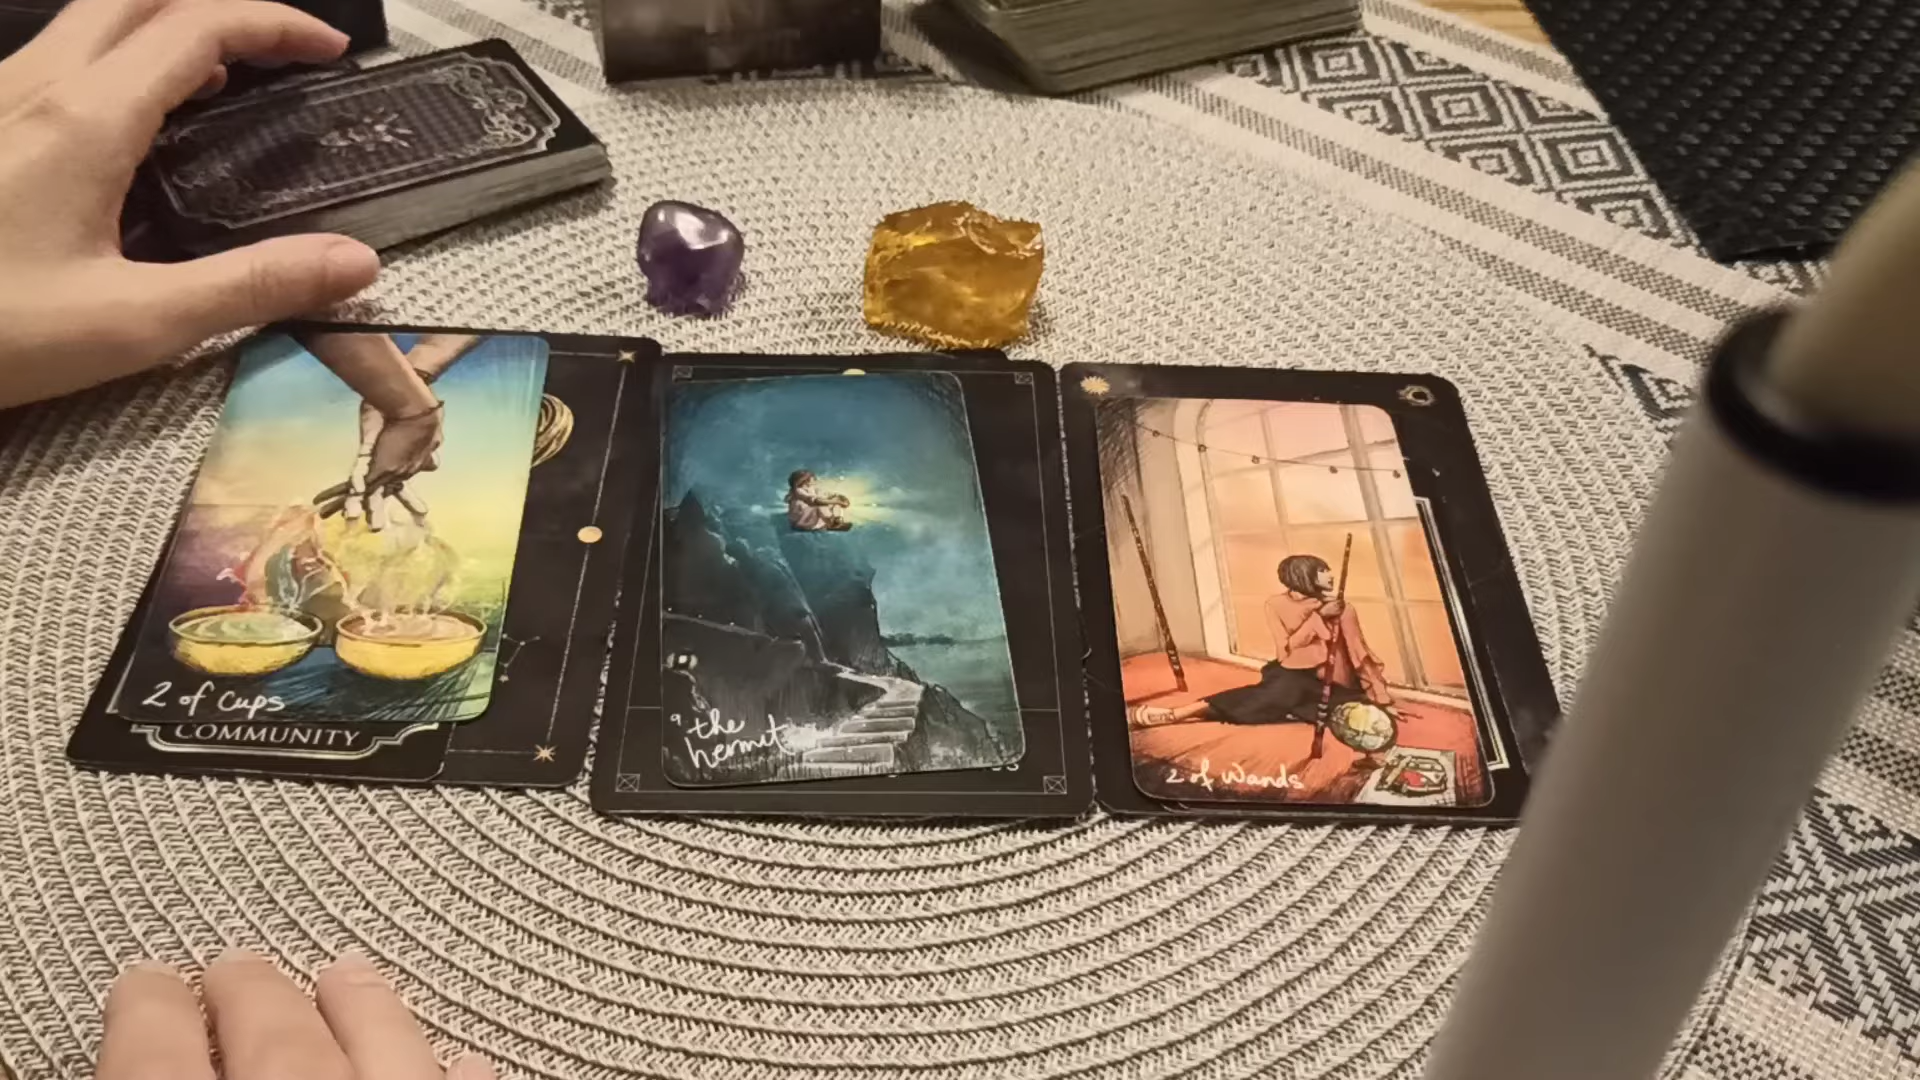 2 of cups
COMMUNITY
9
the
hermit
2 of wands